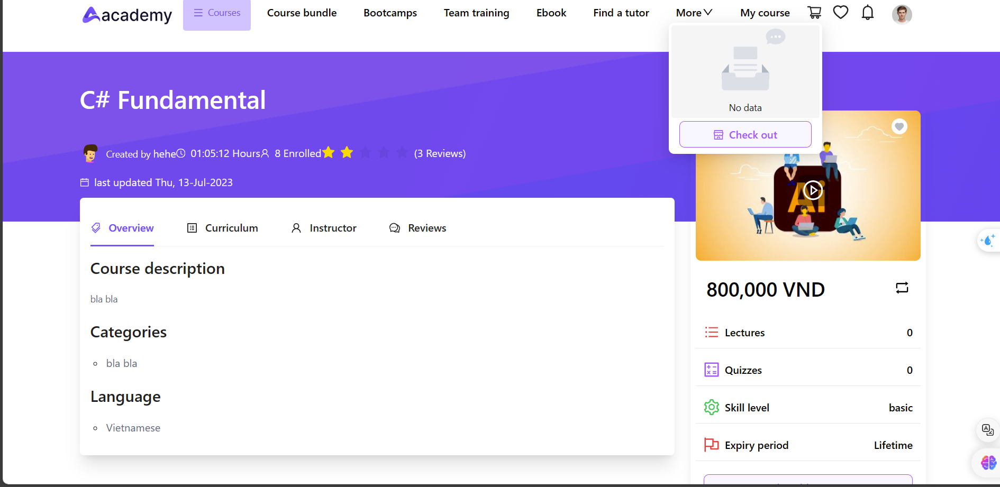 academy
Courses
Course bundle
Bootcamps
Team training
Ebook
Find a tutor
More
My course
No data
Check out
C# Fundamental
Created by hehe 01:05:12 Hours 8 Enrolled (3 Reviews)
last updated Thu, 13-Jul-2023
Overview
Curriculum
Instructor
Reviews
Course description
bla bla
Categories
bla bla
Language
Vietnamese
Ai
800,000 VND
Lectures 0
Quizzes 0
Skill level basic
Expiry period Lifetime